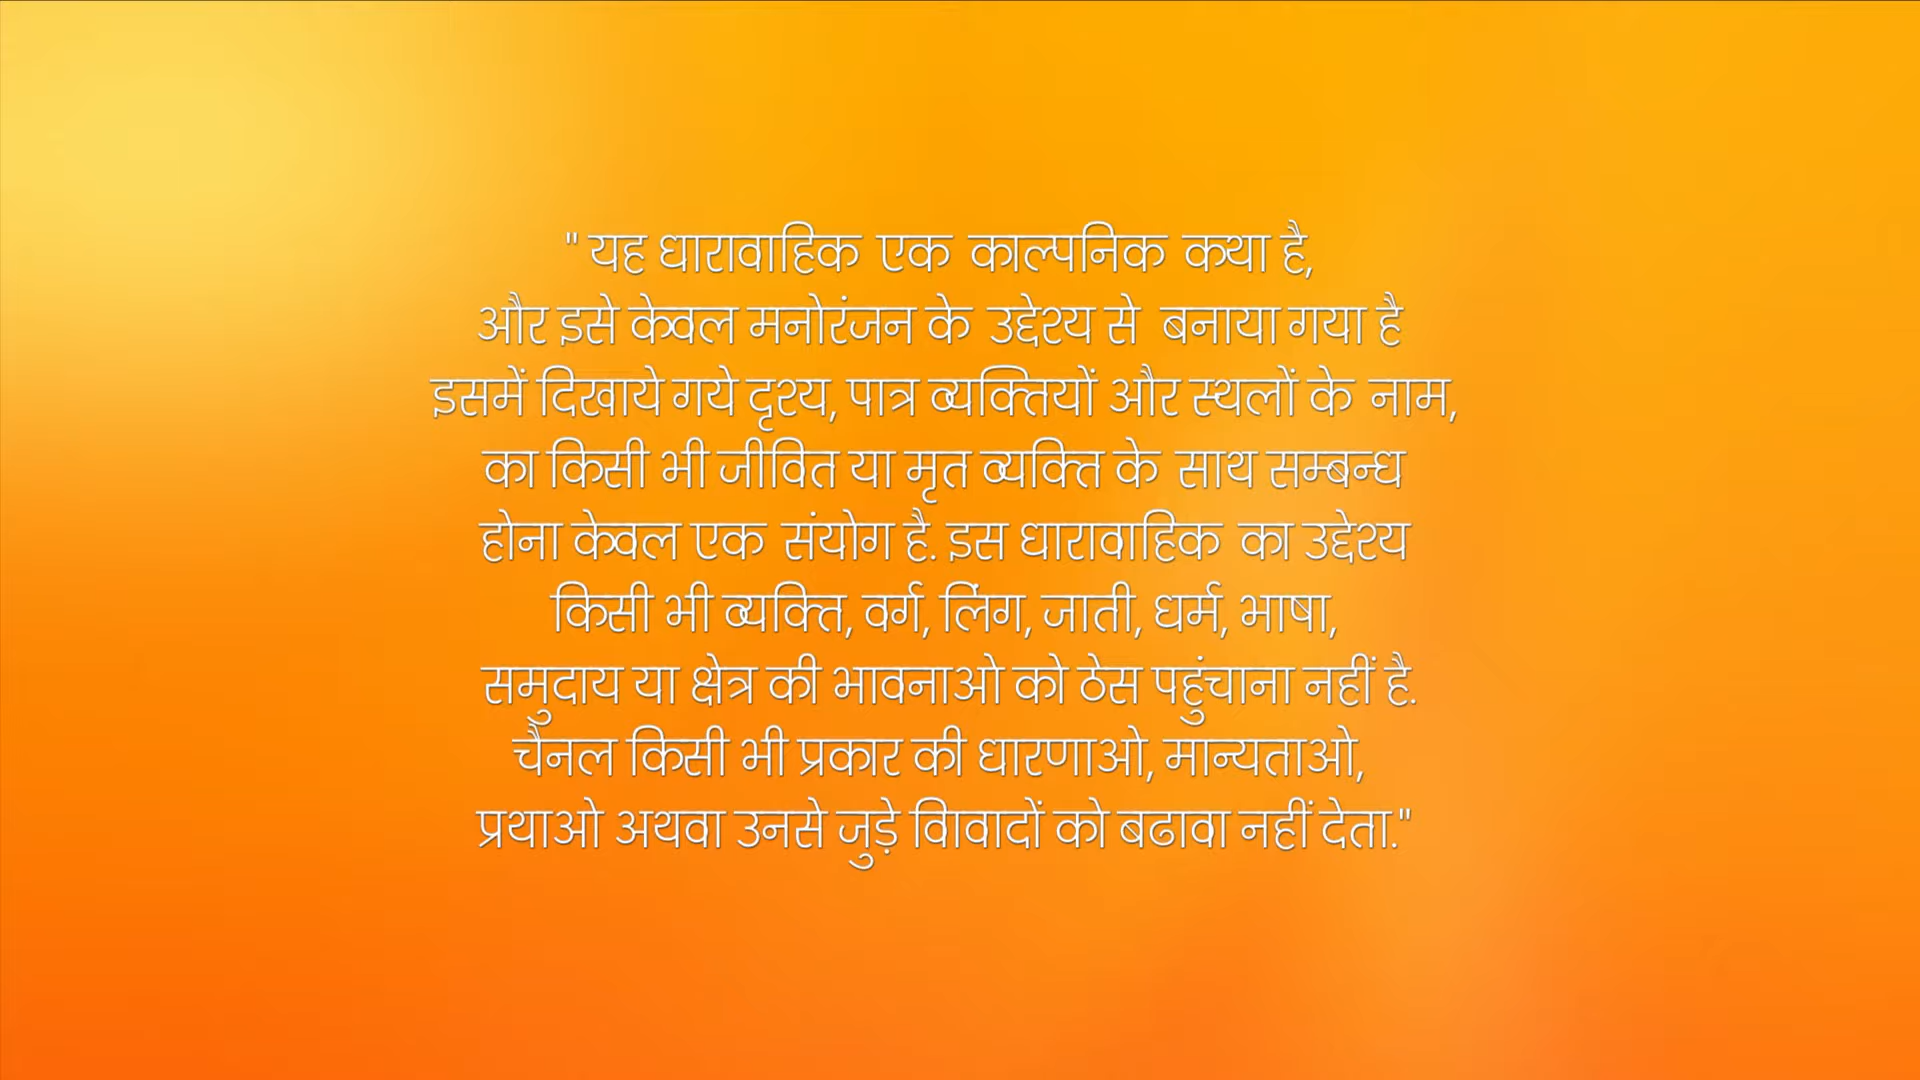 " यह धारावाहिक एक काल्पनिक कथा है,
और इसे केवल मनोरंजन के उद्देश्य से बनाया गया है
इसमें दिखाये गये दृश्य, पात्र व्यक्तियों और स्थलों के नाम,
का किसी भी जीवित या मृत व्यक्ति के साथ सम्बन्ध
होना केवल एक संयोग है. इस धारावाहिक का उद्देश्य
किसी भी व्यक्ति, वर्ग, लिंग, जाती, धर्म, भाषा,
समुदाय या क्षेत्र की भावनाओ को ठेस पहुंचाना नहीं है.
चैनल किसी भी प्रकार की धारणाओ, मान्यताओ,
प्रथाओ अथवा उनसे जुड़े विावादों को बढावा नहीं देता."